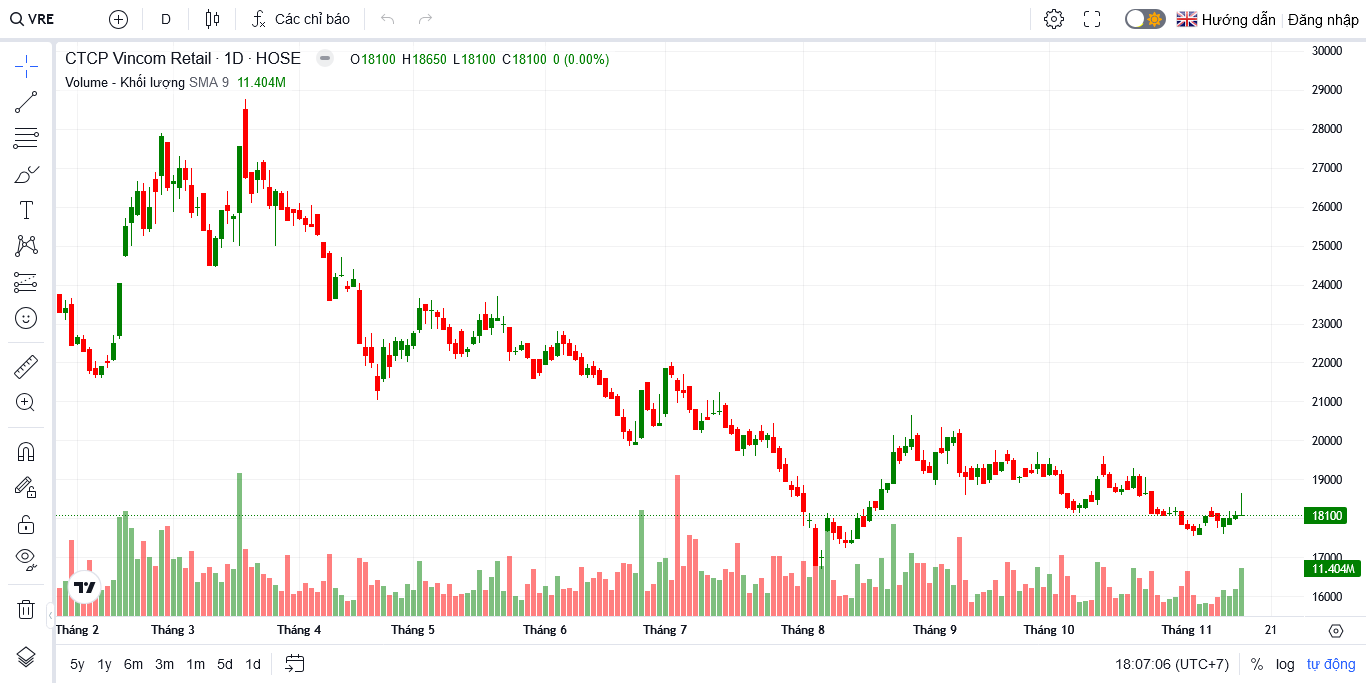 VRE D Các chỉ báo Hướng dẫn Đăng nhập
CTCP Vincom Retail · 1D · HOSE O18100 H18650 L18100 C18100 0 (0.00%)
Volume - Khối lượng SMA 9 11.404M
30000
29000
28000
27000
26000
25000
24000
23000
22000
21000
20000
19000
18100
17000
11.404M
16000
Tháng 2 Tháng 3 Tháng 4 Tháng 5 Tháng 6 Tháng 7 Tháng 8 Tháng 9 Tháng 10 Tháng 11 21
5y 1y 6m 3m 1m 5d 1d 18:07:06 (UTC+7) % log tự động